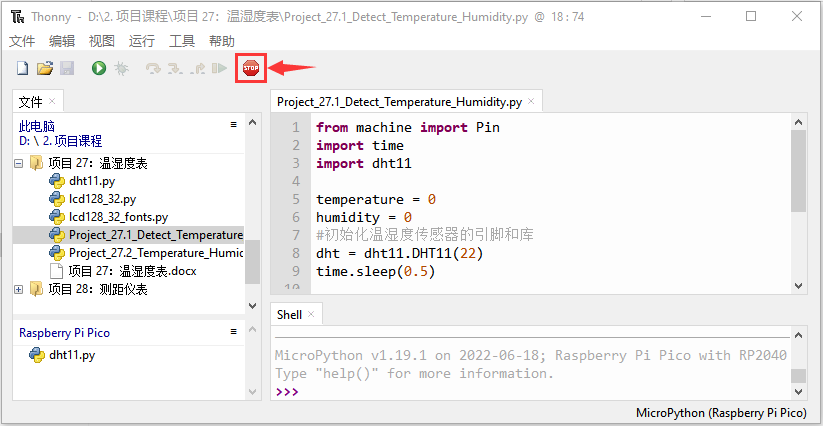 Thonny - D:\2. 项目课程\项目 27：温湿度表\Project_27.1_Detect_Temperature_Humidity.py @ 18 : 74
文件 编辑 视图 运行 工具 帮助
STOP
文件 ×
此电脑
D: \ 2. 项目课程
项目 27：温湿度表
dht11.py
lcd128_32.py
lcd128_32_fonts.py
Project_27.1_Detect_Temperature
Project_27.2_Temperature_Humic
项目 27：温湿度表.docx
项目 28：测距仪表
Raspberry Pi Pico
dht11.py
Project_27.1_Detect_Temperature_Humidity.py ×
1 from machine import Pin
2 import time
3 import dht11
4
5 temperature = 0
6 humidity = 0
7 #初始化温湿度传感器的引脚和库
8 dht = dht11.DHT11(22)
9 time.sleep(0.5)
10
Shell ×
MicroPython v1.19.1 on 2022-06-18; Raspberry Pi Pico with RP2040
Type "help()" for more information.
>>>
MicroPython (Raspberry Pi Pico)